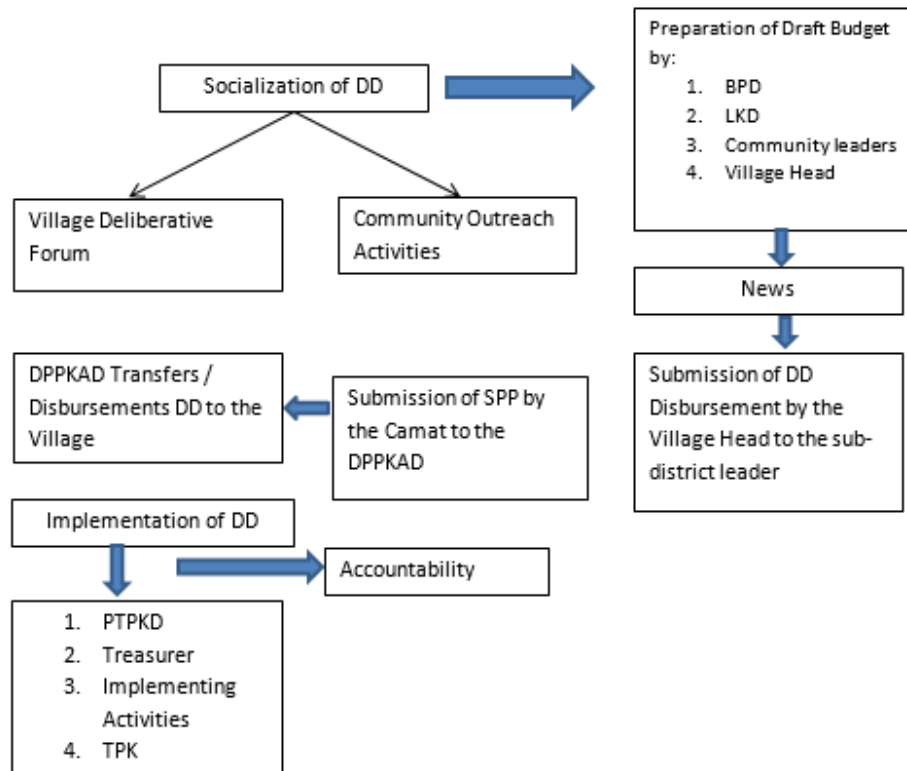 Socialization of DD
Preparation of Draft Budget
by:
1. BPD
2. LKD
3. Community leaders
4. Village Head
Village Deliberative
Forum
Community Outreach
Activities
News
DPPKAD Transfers /
Disbursements DD to the
Village
Submission of SPP by
the Camat to the
DPPKAD
Submission of DD
Disbursement by the
Village Head to the sub-
district leader
Implementation of DD
Accountability
1. PTPKD
2. Treasurer
3. Implementing
Activities
4. TPK